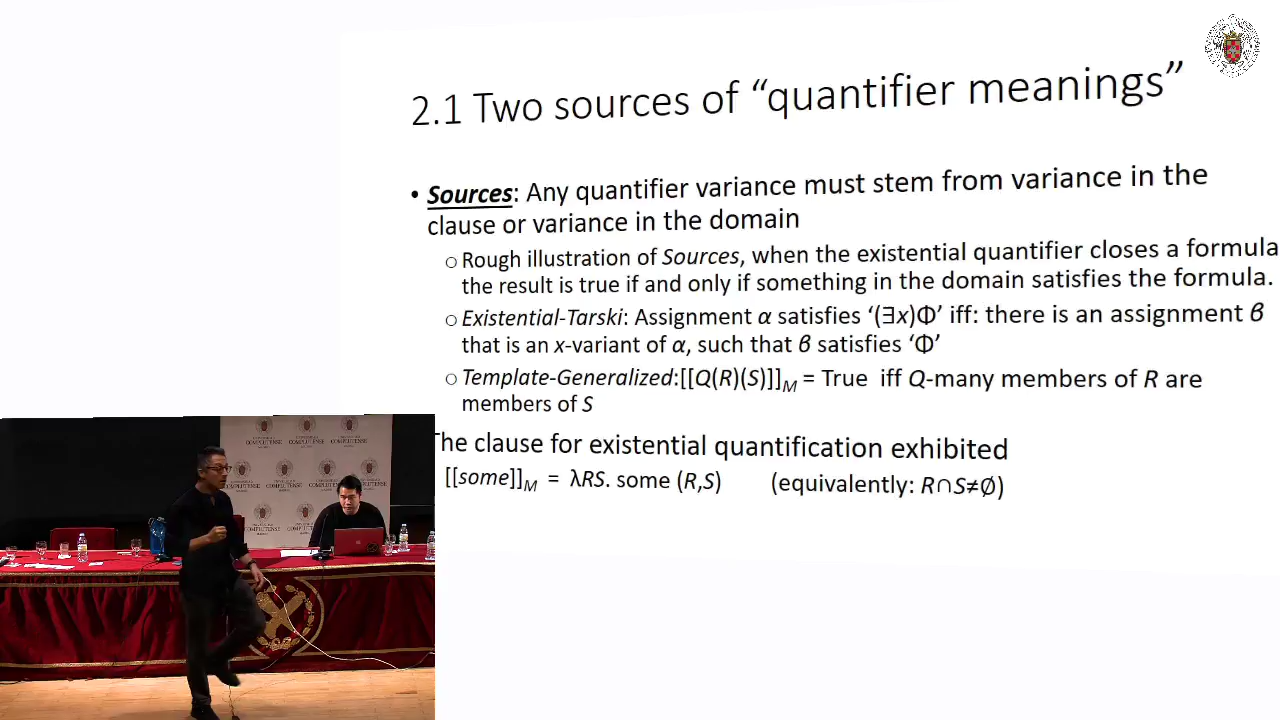 2.1 Two sources of “quantifier meanings”
• Sources: Any quantifier variance must stem from variance in the
clause or variance in the domain
○ Rough illustration of Sources, when the existential quantifier closes a formula
the result is true if and only if something in the domain satisfies the formula.
○ Existential-Tarski: Assignment α satisfies ‘(∃x)Φ’ iff: there is an assignment β
that is an x-variant of α, such that β satisfies ‘Φ’
○ Template-Generalized:[[Q(R)(S)]]M = True iff Q-many members of R are
members of S
The clause for existential quantification exhibited
[[some]]M = λRS. some (R,S) (equivalently: R∩S≠∅)
COMPLUTENSE COMPLUTENSE COMPLUTENSE